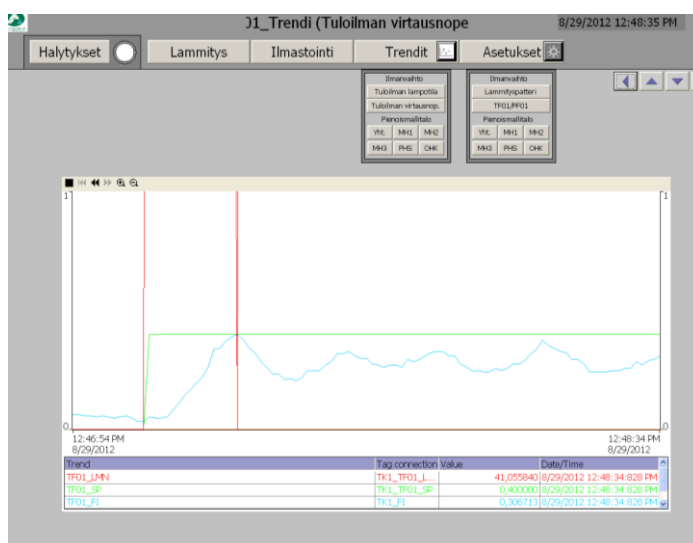 01_Trendi (Tuloilman virtausnope
8/29/2012 12:48:35 PM
Halytykset Lammitys Ilmastointi Trendit Asetukset
Ilmanvaihto Ilmanvaihto
Tuloilman lampotila Lammityspatteri
Tuloilman virtausnop. TF01/PF01
Pienoismallitalo Pienoismallitalo
Yht. MH1 MH2 Yht. MH1 MH2
MH3 PHS OHK MH3 PHS OHK
1 1
0 0
12:46:54 PM 12:48:34 PM
8/29/2012 8/29/2012
Trend Tag connection Value Date/Time
TF01_LMN TK1_TF01_L... 41,055840 8/29/2012 12:48:34:828 PM
TF01_SP TK1_TF01_SP 0,400000 8/29/2012 12:48:34:828 PM
TF01_FI TK1_FI 0,306713 8/29/2012 12:48:34:828 PM